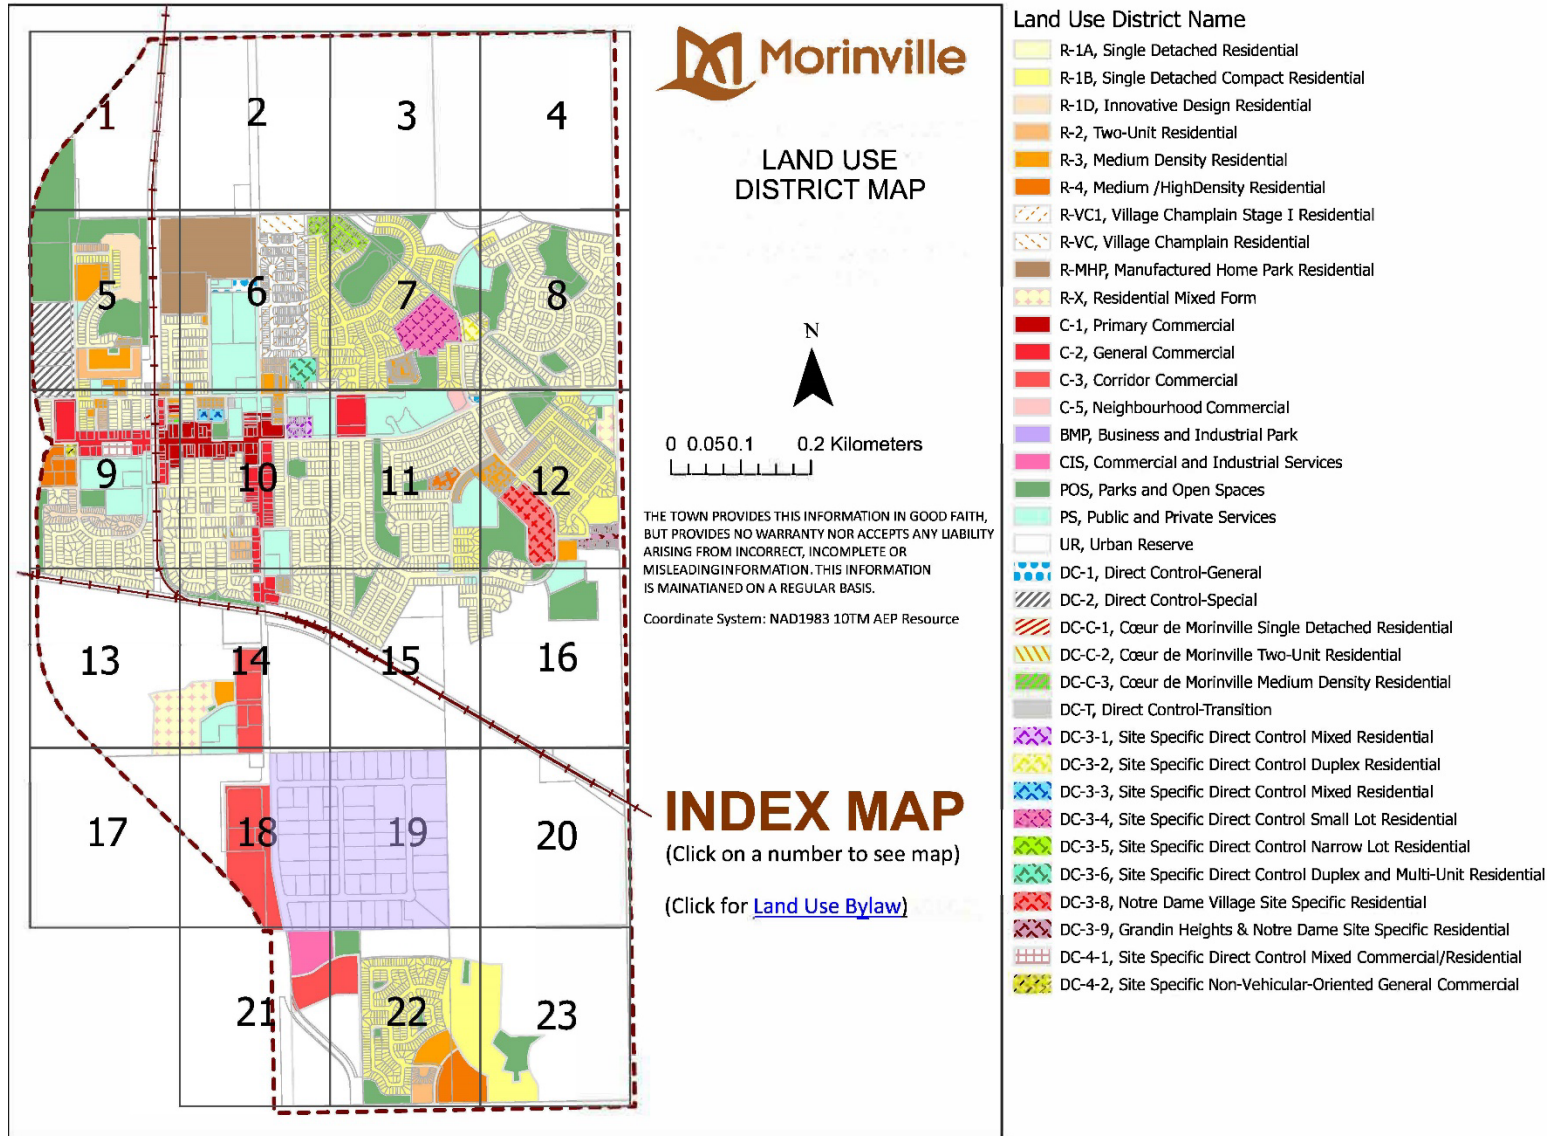 Morinville
LAND USE
DISTRICT MAP
N
0 0.05 0.1 0.2 Kilometers
THE TOWN PROVIDES THIS INFORMATION IN GOOD FAITH,
BUT PROVIDES NO WARRANTY NOR ACCEPTS ANY LIABILITY
ARISING FROM INCORRECT, INCOMPLETE OR
MISLEADINGINFORMATION. THIS INFORMATION
IS MAINATIANED ON A REGULAR BASIS.
Coordinate System: NAD1983 10TM AEP Resource
INDEX MAP
(Click on a number to see map)
(Click for Land Use Bylaw)
1
2
3
4
5
6
7
8
9
10
11
12
13
14
15
16
17
18
19
20
21
22
23
Land Use District Name
R-1A, Single Detached Residential
R-1B, Single Detached Compact Residential
R-1D, Innovative Design Residential
R-2, Two-Unit Residential
R-3, Medium Density Residential
R-4, Medium /HighDensity Residential
R-VC1, Village Champlain Stage I Residential
R-VC, Village Champlain Residential
R-MHP, Manufactured Home Park Residential
R-X, Residential Mixed Form
C-1, Primary Commercial
C-2, General Commercial
C-3, Corridor Commercial
C-5, Neighbourhood Commercial
BMP, Business and Industrial Park
CIS, Commercial and Industrial Services
POS, Parks and Open Spaces
PS, Public and Private Services
UR, Urban Reserve
DC-1, Direct Control-General
DC-2, Direct Control-Special
DC-C-1, Cœur de Morinville Single Detached Residential
DC-C-2, Cœur de Morinville Two-Unit Residential
DC-C-3, Cœur de Morinville Medium Density Residential
DC-T, Direct Control-Transition
DC-3-1, Site Specific Direct Control Mixed Residential
DC-3-2, Site Specific Direct Control Duplex Residential
DC-3-3, Site Specific Direct Control Mixed Residential
DC-3-4, Site Specific Direct Control Small Lot Residential
DC-3-5, Site Specific Direct Control Narrow Lot Residential
DC-3-6, Site Specific Direct Control Duplex and Multi-Unit Residential
DC-3-8, Notre Dame Village Site Specific Residential
DC-3-9, Grandin Heights & Notre Dame Site Specific Residential
DC-4-1, Site Specific Direct Control Mixed Commercial/Residential
DC-4-2, Site Specific Non-Vehicular-Oriented General Commercial